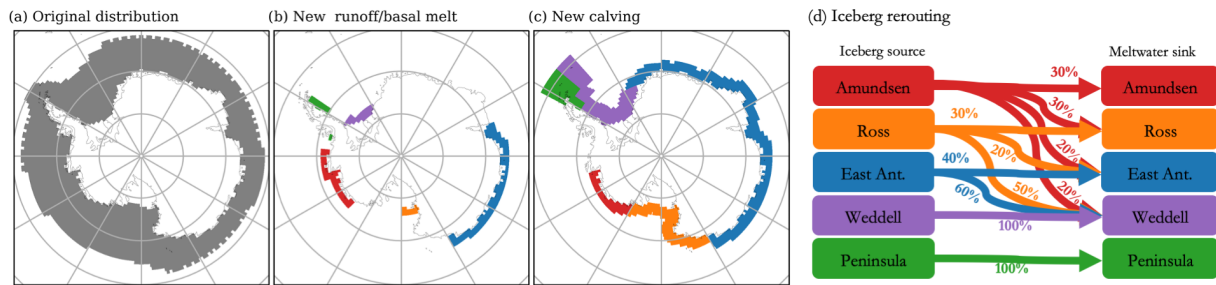 (a) Original distribution
(b) New runoff/basal melt
(c) New calving
(d) Iceberg rerouting
Iceberg source
Meltwater sink
Amundsen
30%
Amundsen
30%
Ross
30%
Ross
20%
20%
East Ant.
40%
East Ant.
60%
50%
20%
Weddell
100%
Weddell
Peninsula
100%
Peninsula